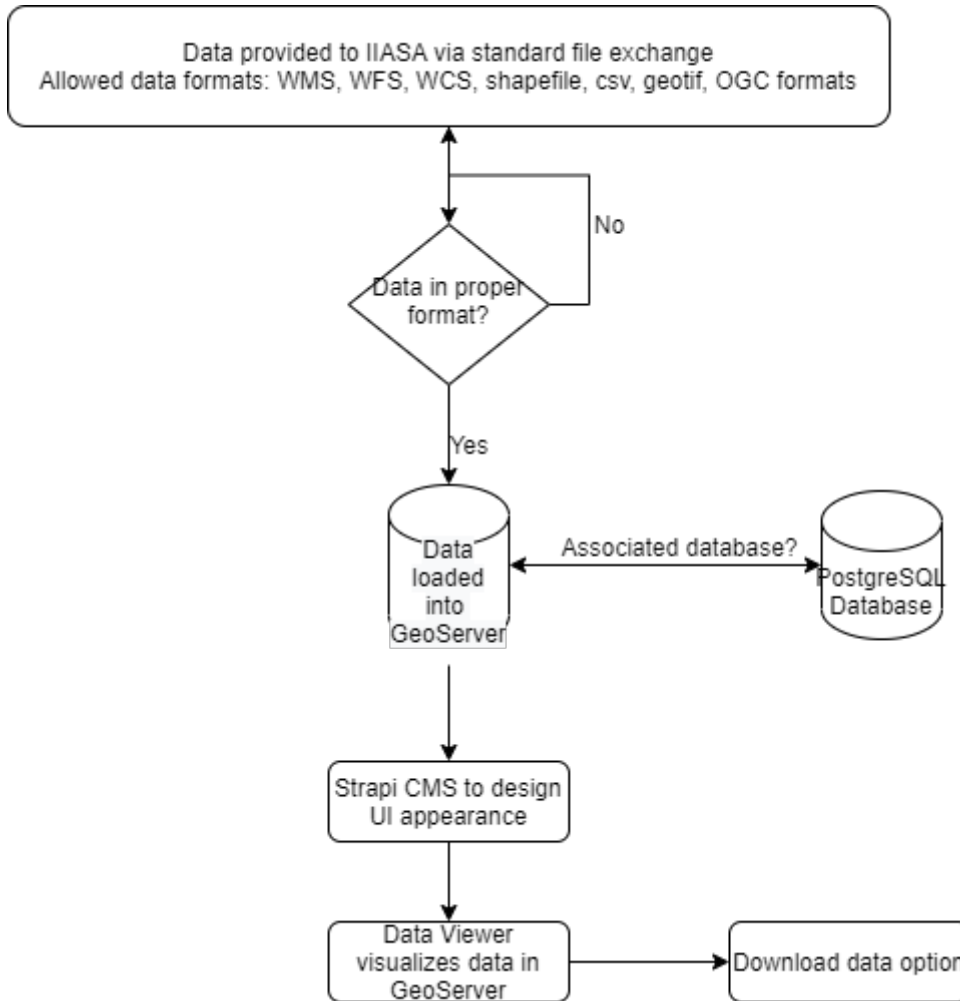 Data provided to IIASA via standard file exchange
Allowed data formats: WMS, WFS, WCS, shapefile, csv, geotif, OGC formats
No
Data in proper
format?
Yes
Data
loaded
into
GeoServer
Associated database?
PostgreSQL
Database
Strapi CMS to design
UI appearance
Data Viewer
visualizes data in
GeoServer
Download data option